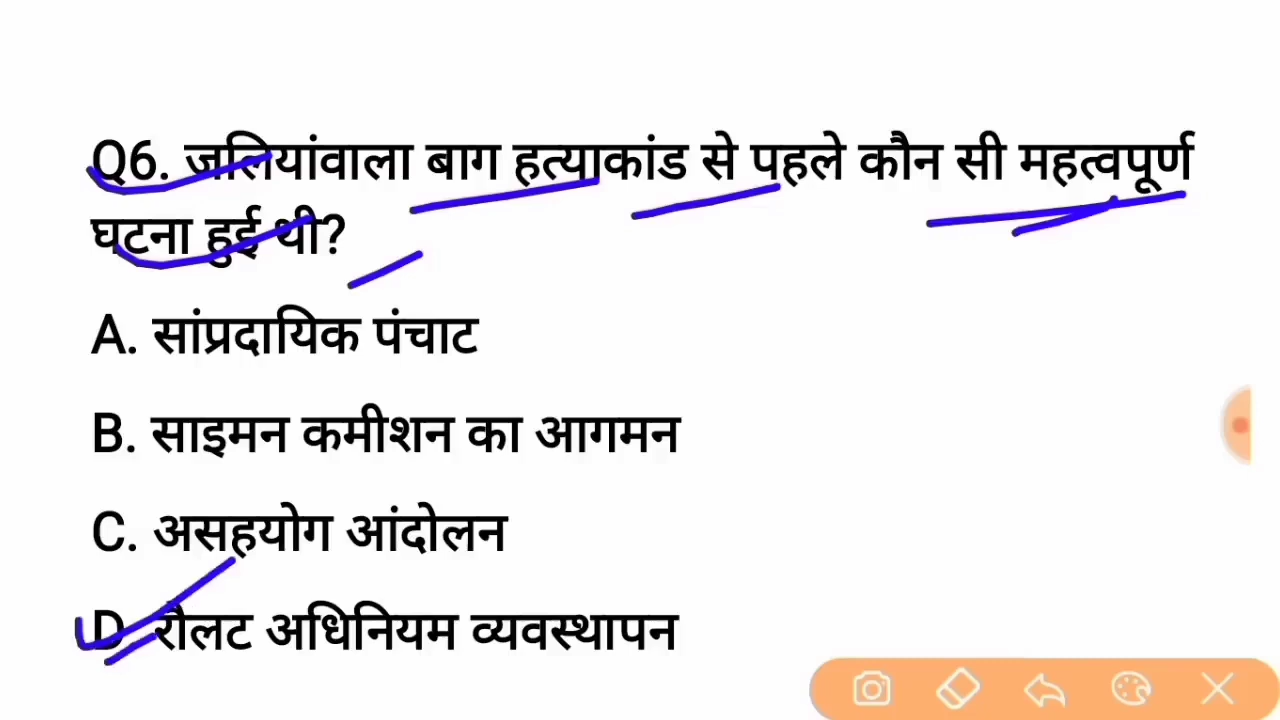 Q6. जलियांवाला बाग हत्याकांड से पहले कौन सी महत्वपूर्ण
घटना हुई थी?
A. सांप्रदायिक पंचाट
B. साइमन कमीशन का आगमन
C. असहयोग आंदोलन
D. रौलट अधिनियम व्यवस्थापन